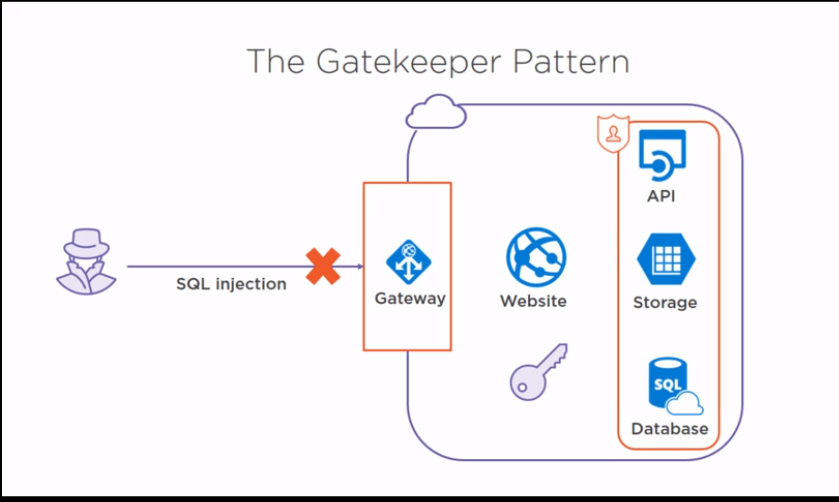 The Gatekeeper Pattern
API
SQL injection
Gateway
Website
Storage
SQL
Database